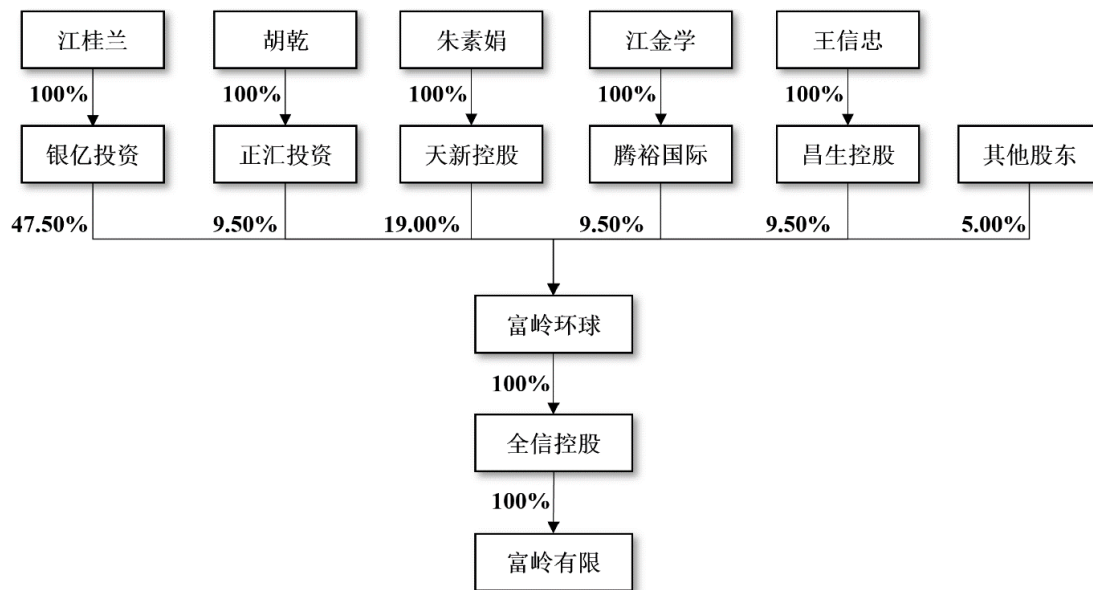 江桂兰 胡乾 朱素娟 江金学 王信忠
100% 100% 100% 100% 100%
银亿投资 正汇投资 天新控股 腾裕国际 昌生控股 其他股东
47.50% 9.50% 19.00% 9.50% 9.50% 5.00%
富岭环球
100%
全信控股
100%
富岭有限